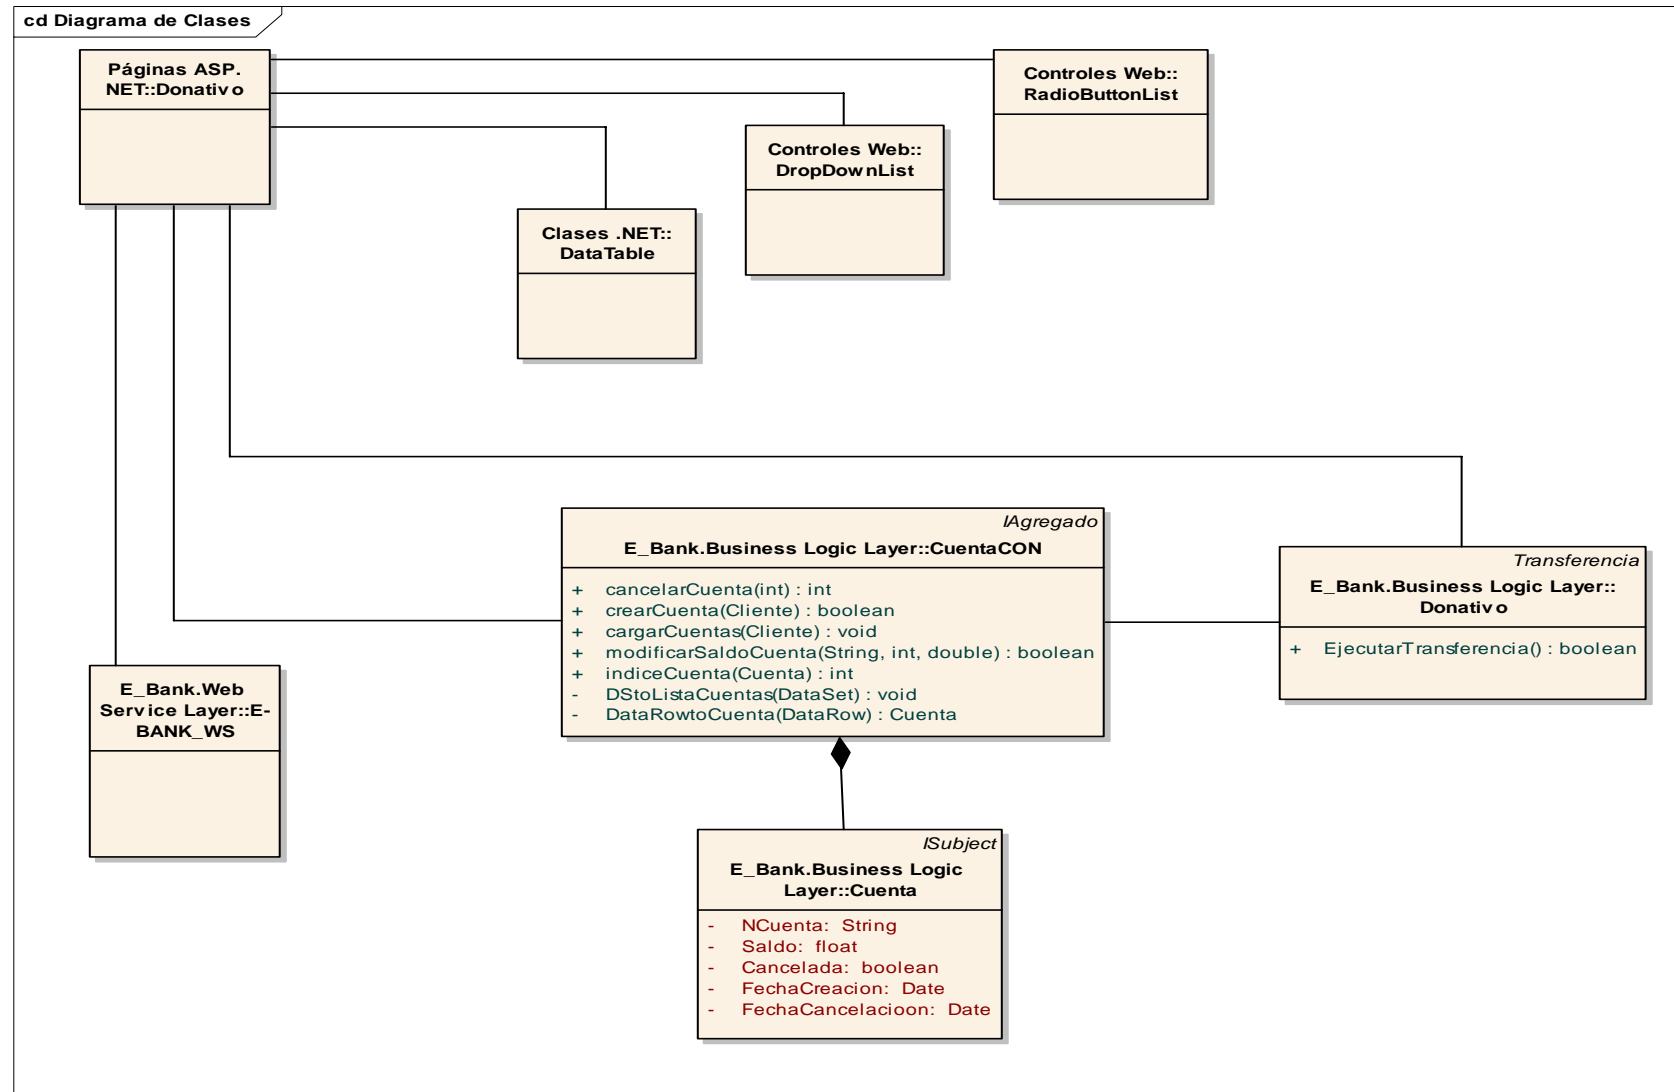 cd Diagrama de Clases
Páginas ASP.
NET::Donativo
Controles Web::
RadioButtonList
Controles Web::
DropDownList
Clases .NET::
DataTable
IAgregado
E_Bank.Business Logic Layer::CuentaCON
+ cancelarCuenta(int) : int
+ crearCuenta(Cliente) : boolean
+ cargarCuentas(Cliente) : void
+ modificarSaldoCuenta(String, int, double) : boolean
+ indiceCuenta(Cuenta) : int
- DStoListaCuentas(DataSet) : void
- DataRowtoCuenta(DataRow) : Cuenta
Transferencia
E_Bank.Business Logic Layer::
Donativo
+ EjecutarTransferencia() : boolean
E_Bank.Web
Service Layer::E-
BANK_WS
ISubject
E_Bank.Business Logic
Layer::Cuenta
- NCuenta: String
- Saldo: float
- Cancelada: boolean
- FechaCreacion: Date
- FechaCancelacioon: Date